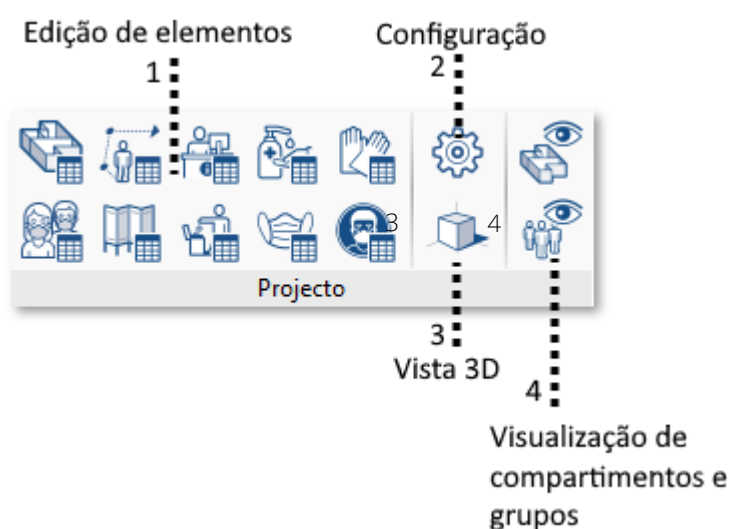 Edição de elementos
Configuração
1
2
3
4
Projecto
3
Vista 3D
4
Visualização de
compartimentos e
grupos